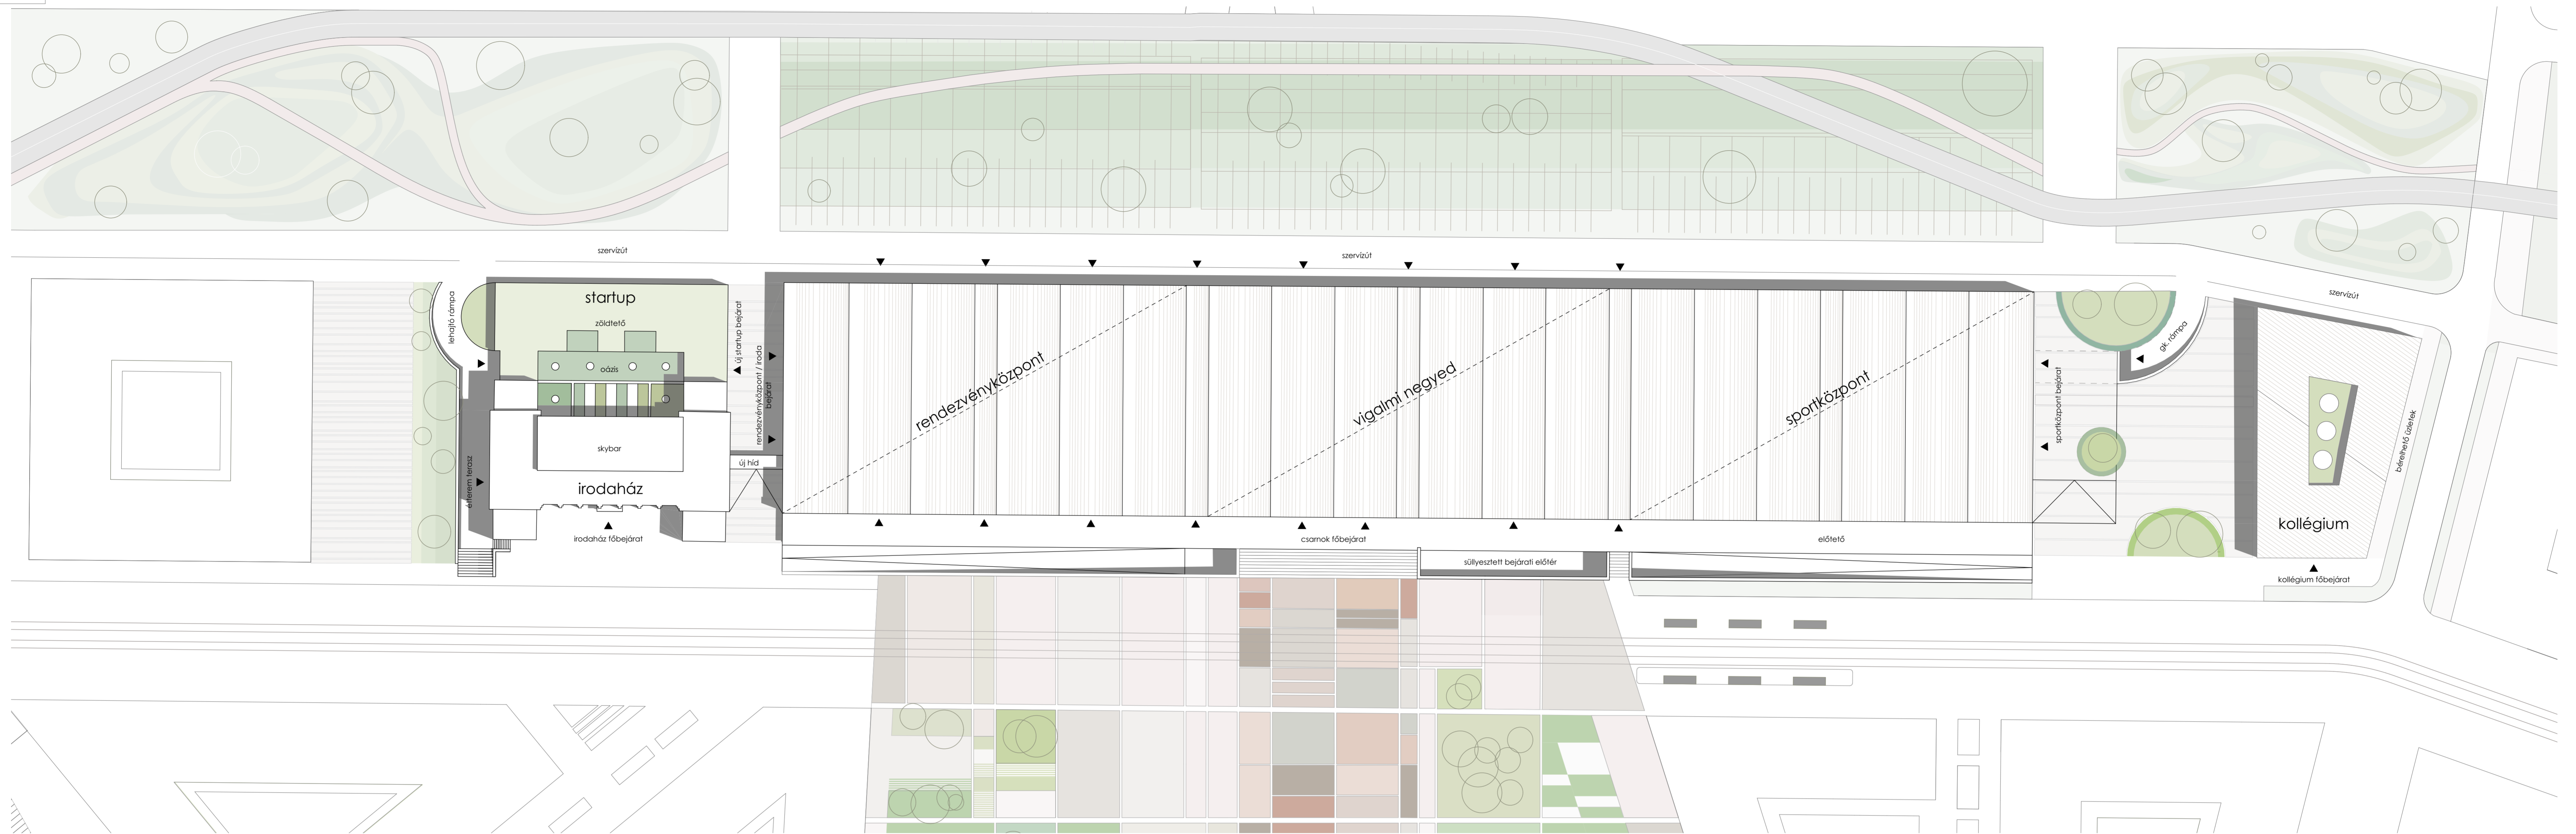 szervízút
szervízút
szervízút
lehajtó rámpa
startup
zöldtető
oázis
skybar
irodaház
étterem terasz
irodaház főbejárat
új startup bejárat
rendezvényközpont / iroda
bejárat
új híd
rendezvényközpont
vigalmi negyed
sportközpont
csarnok főbejárat
előtető
süllyesztett bejárati előtér
sportközpont bejárat
gk. rámpa
kollégium
bérelhető üzletek
kollégium főbejárat